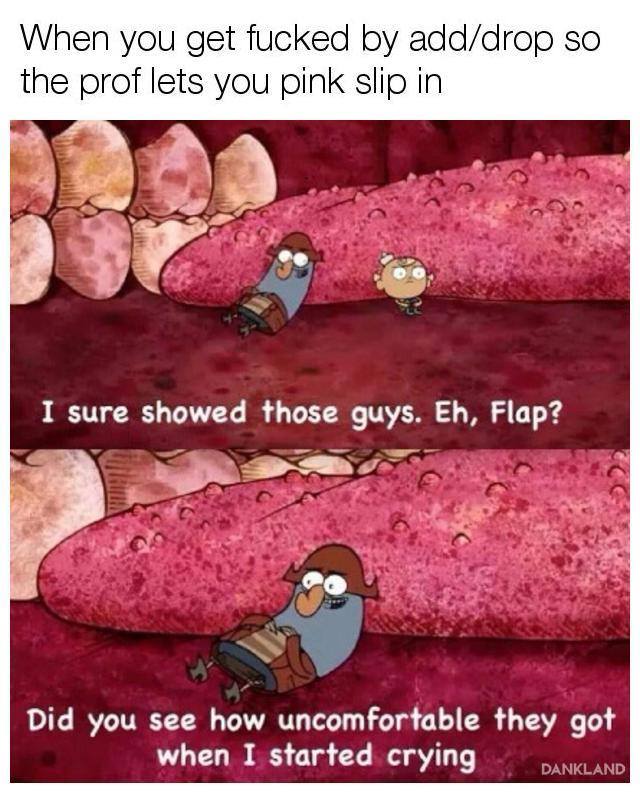 When you get fucked by add/drop so
the prof lets you pink slip in
I sure showed those guys. Eh, Flap?
Did you see how uncomfortable they got
when I started crying
DANKLAND